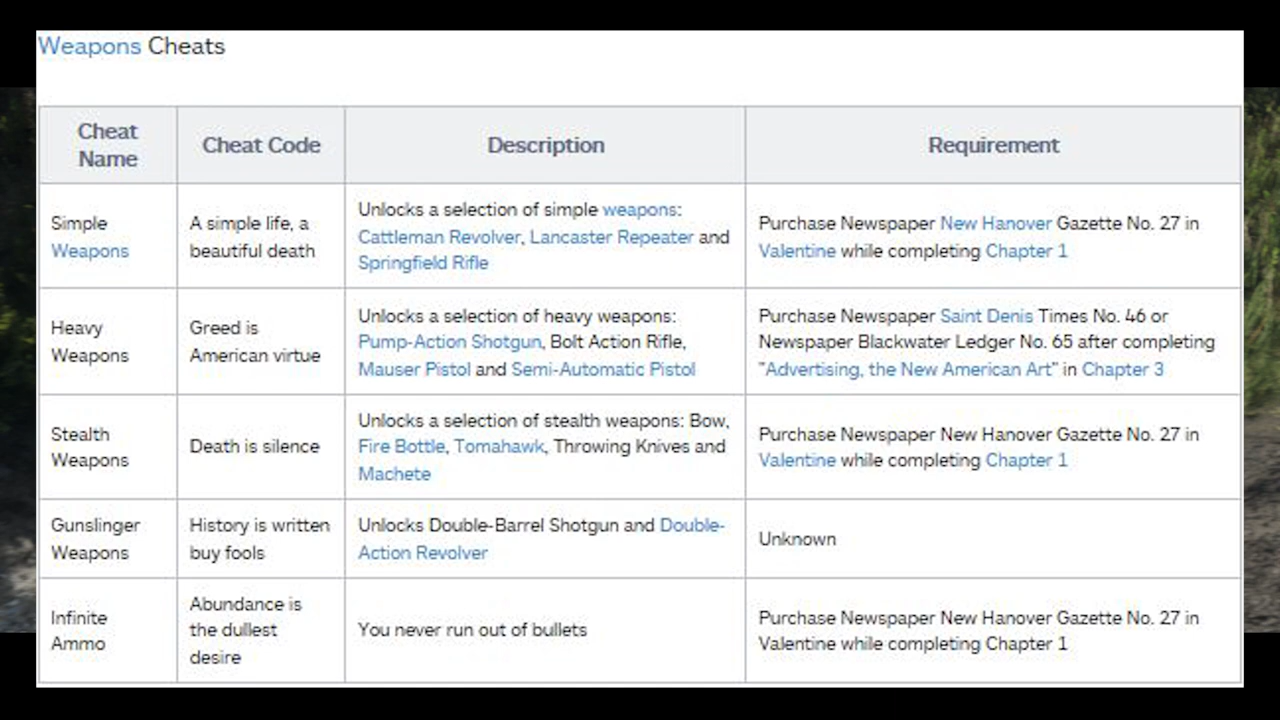 Weapons Cheats
Cheat
Name
Cheat Code
Description
Requirement
Simple
Weapons
A simple life, a
beautiful death
Unlocks a selection of simple weapons:
Cattleman Revolver, Lancaster Repeater and
Springfield Rifle
Purchase Newspaper New Hanover Gazette No. 27 in
Valentine while completing Chapter 1
Heavy
Weapons
Greed is
American virtue
Unlocks a selection of heavy weapons:
Pump-Action Shotgun, Bolt Action Rifle,
Mauser Pistol and Semi-Automatic Pistol
Purchase Newspaper Saint Denis Times No. 46 or
Newspaper Blackwater Ledger No. 65 after completing
"Advertising, the New American Art" in Chapter 3
Stealth
Weapons
Death is silence
Unlocks a selection of stealth weapons: Bow,
Fire Bottle, Tomahawk, Throwing Knives and
Machete
Purchase Newspaper New Hanover Gazette No. 27 in
Valentine while completing Chapter 1
Gunslinger
Weapons
History is written
buy fools
Unlocks Double-Barrel Shotgun and Double-
Action Revolver
Unknown
Infinite
Ammo
Abundance is
the dullest
desire
You never run out of bullets
Purchase Newspaper New Hanover Gazette No. 27 in
Valentine while completing Chapter 1